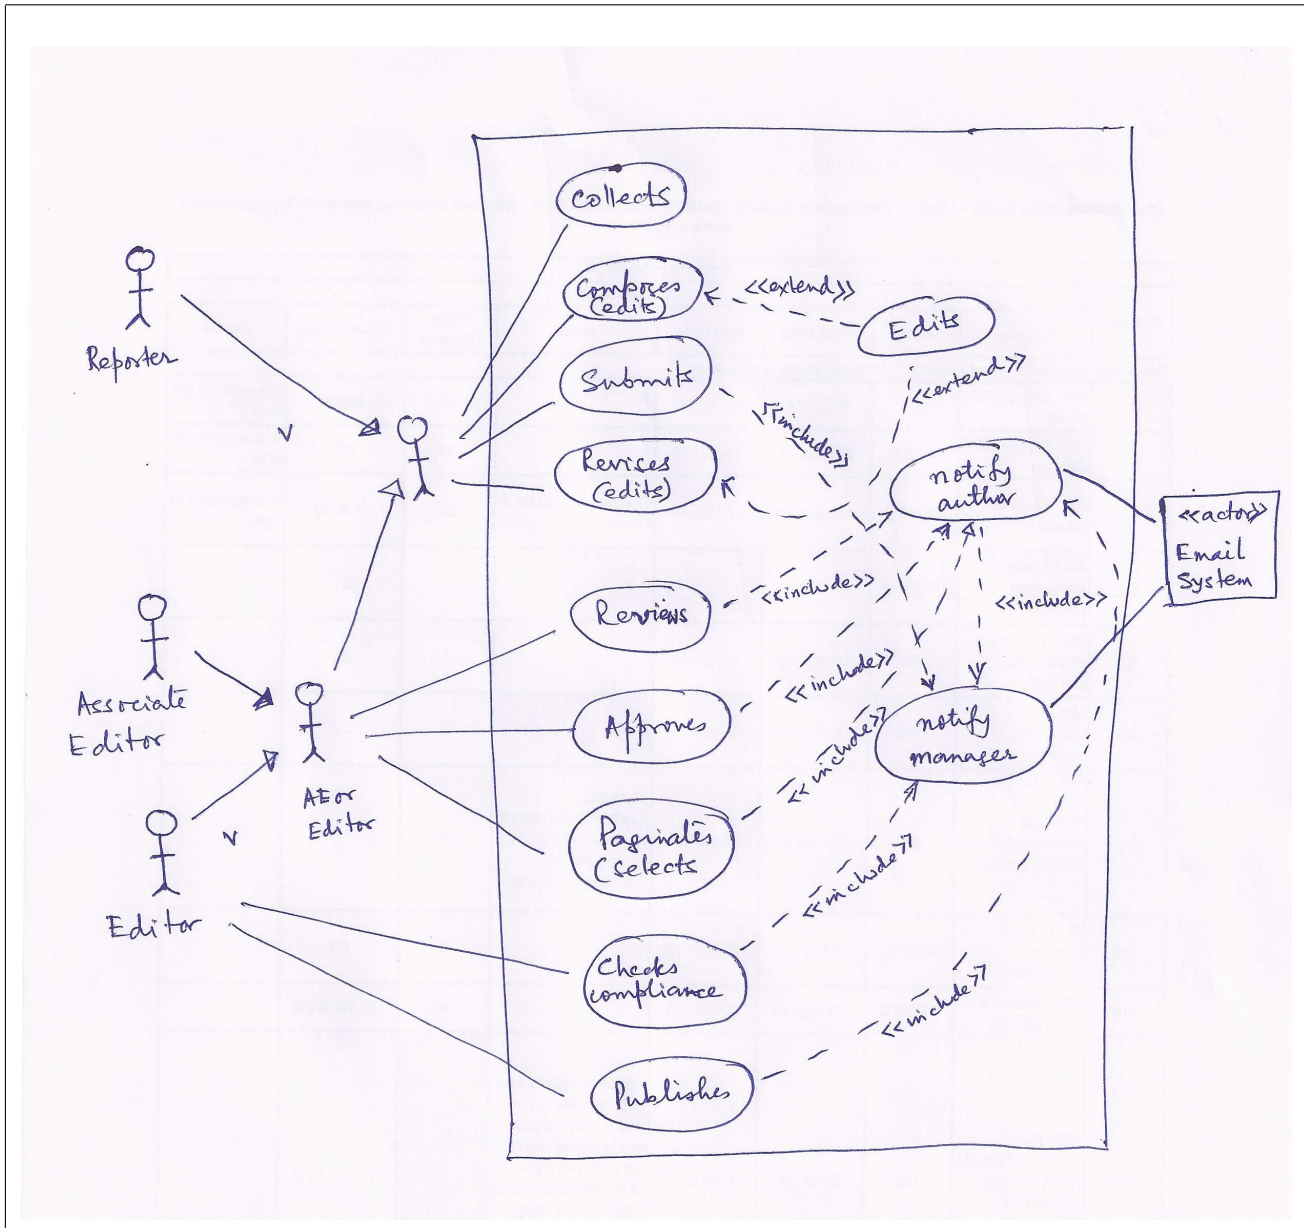 Collects
Composes
(edits)
<<extend>>
Edits
Reporter
Submits
<<extend>>
<<include>>
Revises
(edits)
notify
author
<<actor>>
Email
System
Reviews
<<include>>
<<include>>
Associate
Editor
Approves
<<include>>
notify
manager
AE or
Editor
<<include>>
Paginates
(selects
Editor
<<include>>
Checks
compliance
<<include>>
Publishes